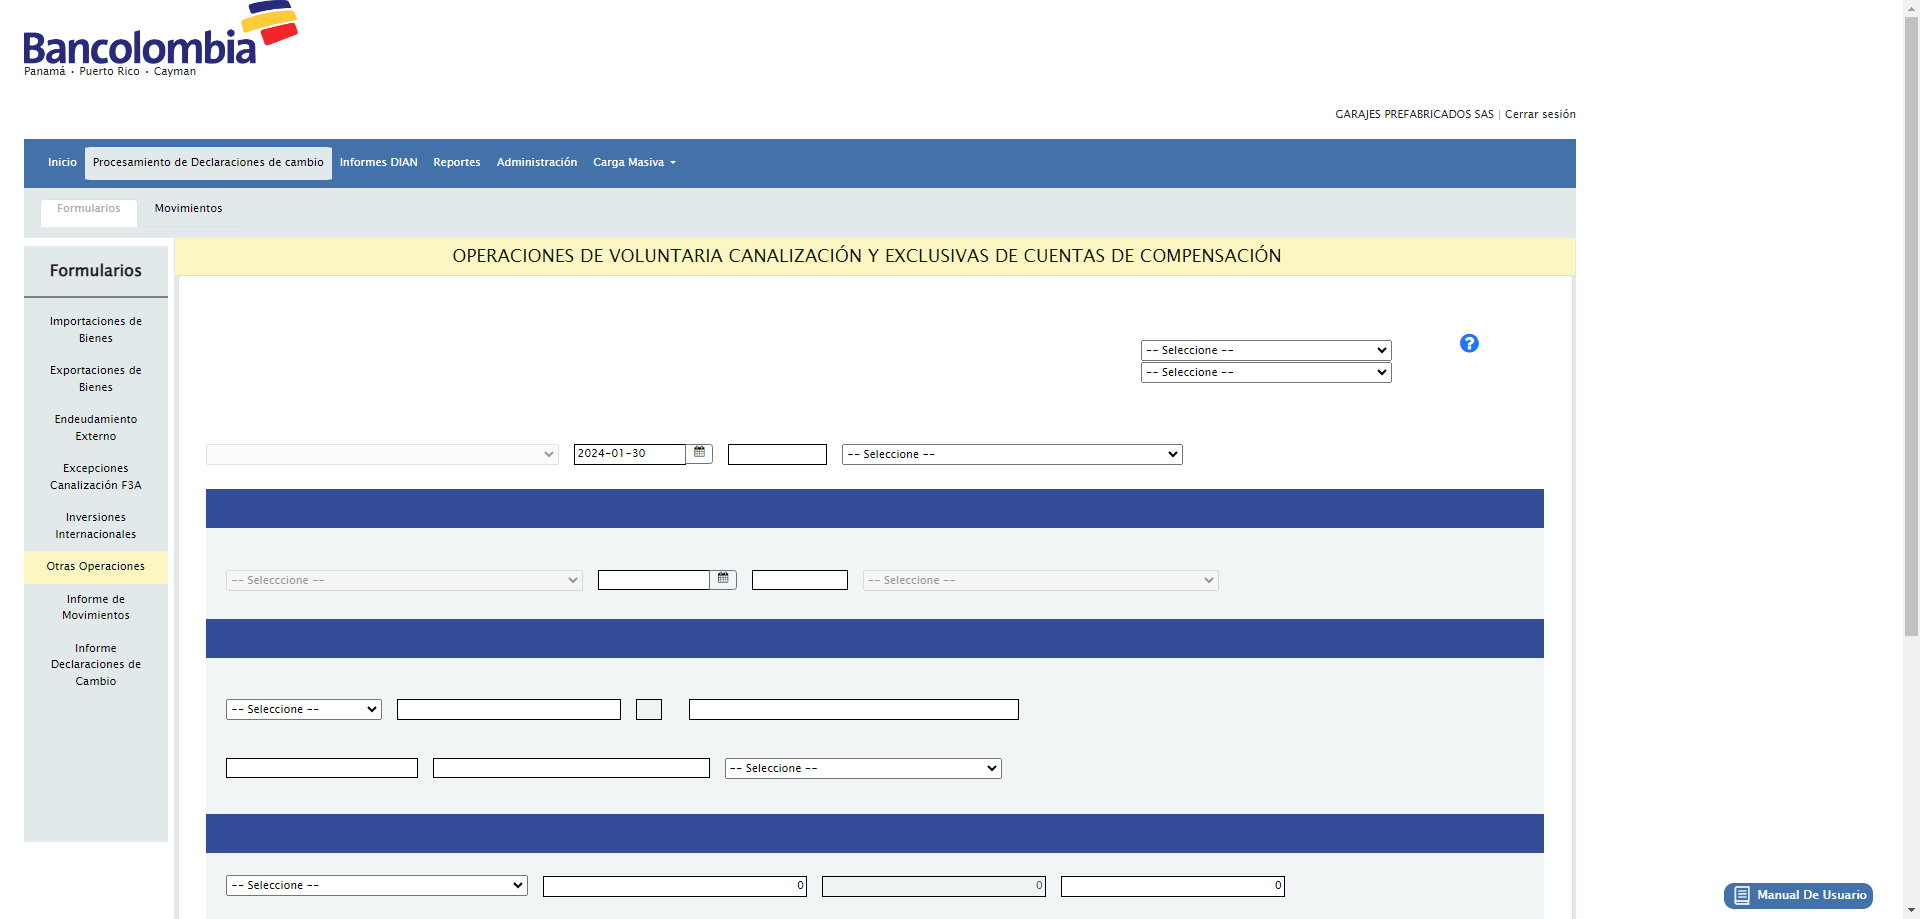 Bancolombia
Panamá • Puerto Rico • Cayman
GARAJES PREFABRICADOS SAS | Cerrar sesión
Inicio Procesamiento de Declaraciones de cambio Informes DIAN Reportes Administración Carga Masiva
Formularios Movimientos
OPERACIONES DE VOLUNTARIA CANALIZACIÓN Y EXCLUSIVAS DE CUENTAS DE COMPENSACIÓN
Formularios
Importaciones de
Bienes
Exportaciones de
Bienes
Endeudamiento
Externo
Excepciones
Canalización F3A
Inversiones
Internacionales
Otras Operaciones
Informe de
Movimientos
Informe
Declaraciones de
Cambio
-- Seleccione --
?
-- Seleccione --
2024-01-30 -- Seleccione --
-- Selecccione -- -- Seleccione --
-- Seleccione --
-- Seleccione --
-- Seleccione -- 0 0 0
Manual De Usuario